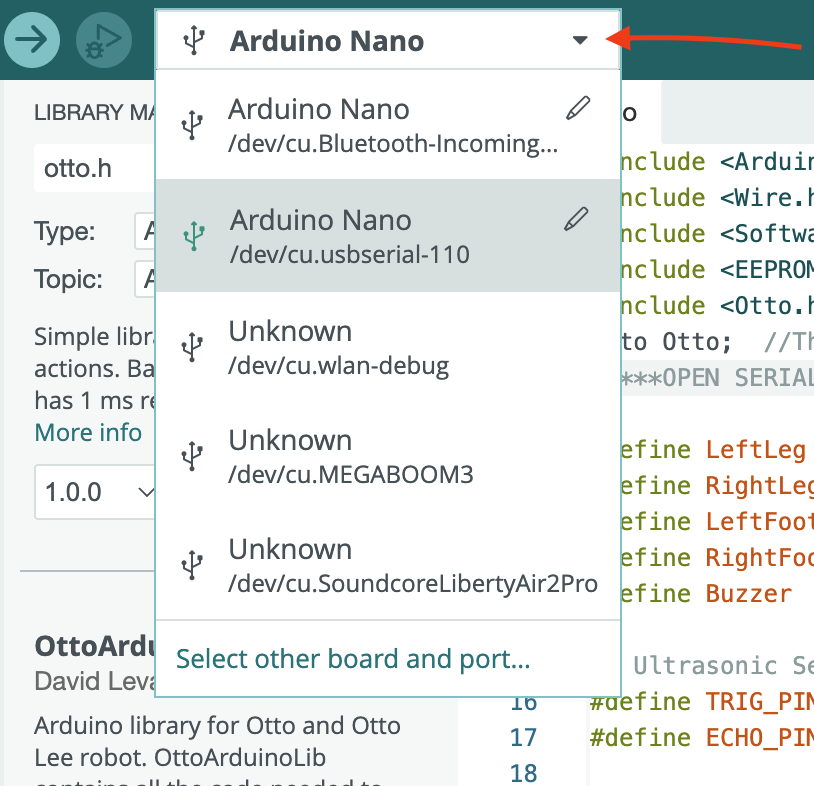 Arduino Nano
Arduino Nano
/dev/cu.Bluetooth-Incoming...
Arduino Nano
/dev/cu.usbserial-110
Unknown
/dev/cu.wlan-debug
Unknown
/dev/cu.MEGABOOM3
Unknown
/dev/cu.SoundcoreLibertyAir2Pro
Select other board and port...
LIBRARY MA
otto.h
Type:
Topic:
Simple libr
actions. Ba
has 1 ms re
More info
1.0.0
OttoArdu
David Leva
Arduino library for Otto and Otto
Lee robot. OttoArduinoLib
contains all the code needed to
o
nclude <Arduin
nclude <Wire.h
nclude <Softwa
nclude <EEPROM
nclude <Otto.h
to Otto;  //Th
***OPEN SERIAL
efine LeftLeg
efine RightLeg
efine LeftFoot
efine RightFoo
efine Buzzer
Ultrasonic Se
16 #define TRIG_PIN
17 #define ECHO_PIN
18